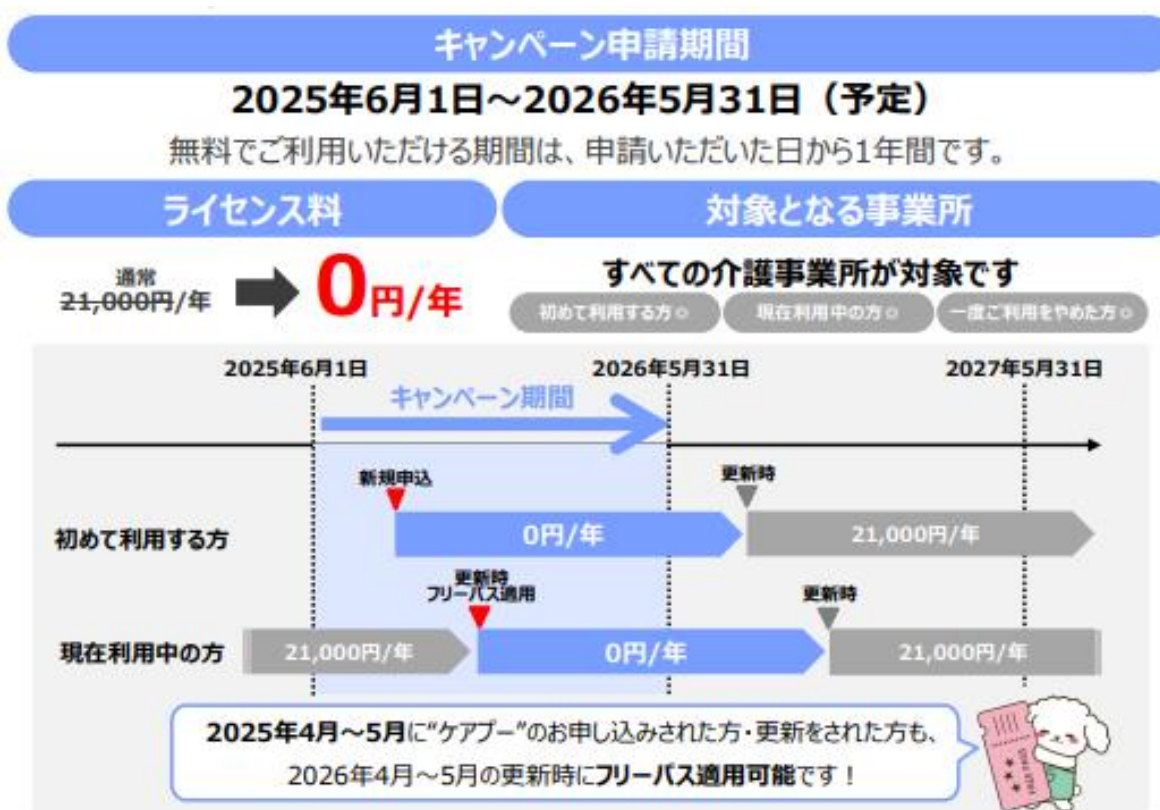 キャンペーン申請期間
2025年6月1日～2026年5月31日（予定）
無料でご利用いただける期間は、申請いただいた日から1年間です。
ライセンス料
対象となる事業所
通常
21,000円/年
0円/年
すべての介護事業所が対象です
初めて利用する方◎
現在利用中の方◎
一度ご利用をやめた方◎
2025年6月1日
2026年5月31日
2027年5月31日
キャンペーン期間
新規申込
更新時
初めて利用する方
0円/年
21,000円/年
更新時
フリーパス適用
更新時
現在利用中の方
21,000円/年
0円/年
21,000円/年
2025年4月～5月に“ケアプー”のお申し込みされた方・更新をされた方も、
2026年4月～5月の更新時にフリーパス適用可能です！